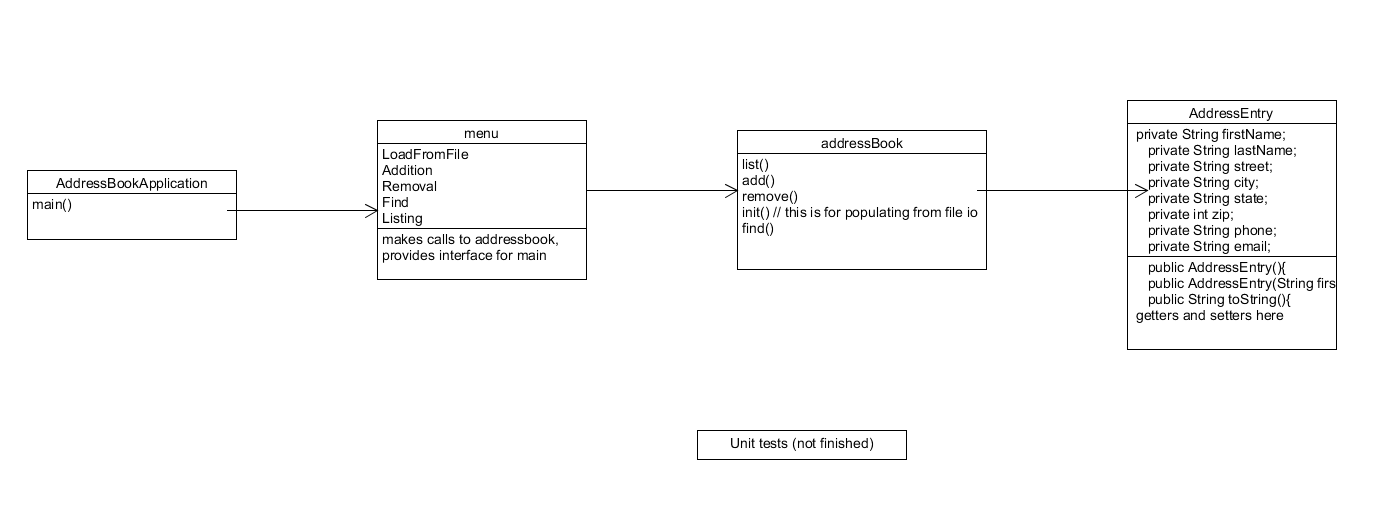 AddressBookApplication
main()
menu
LoadFromFile
Addition
Removal
Find
Listing
makes calls to addressbook,
provides interface for main
addressBook
list()
add()
remove()
init() // this is for populating from file io
find()
AddressEntry
private String firstName;
private String lastName;
private String street;
private String city;
private String state;
private int zip;
private String phone;
private String email;
public AddressEntry(){
public AddressEntry(String firs
public String toString(){
getters and setters here
Unit tests (not finished)